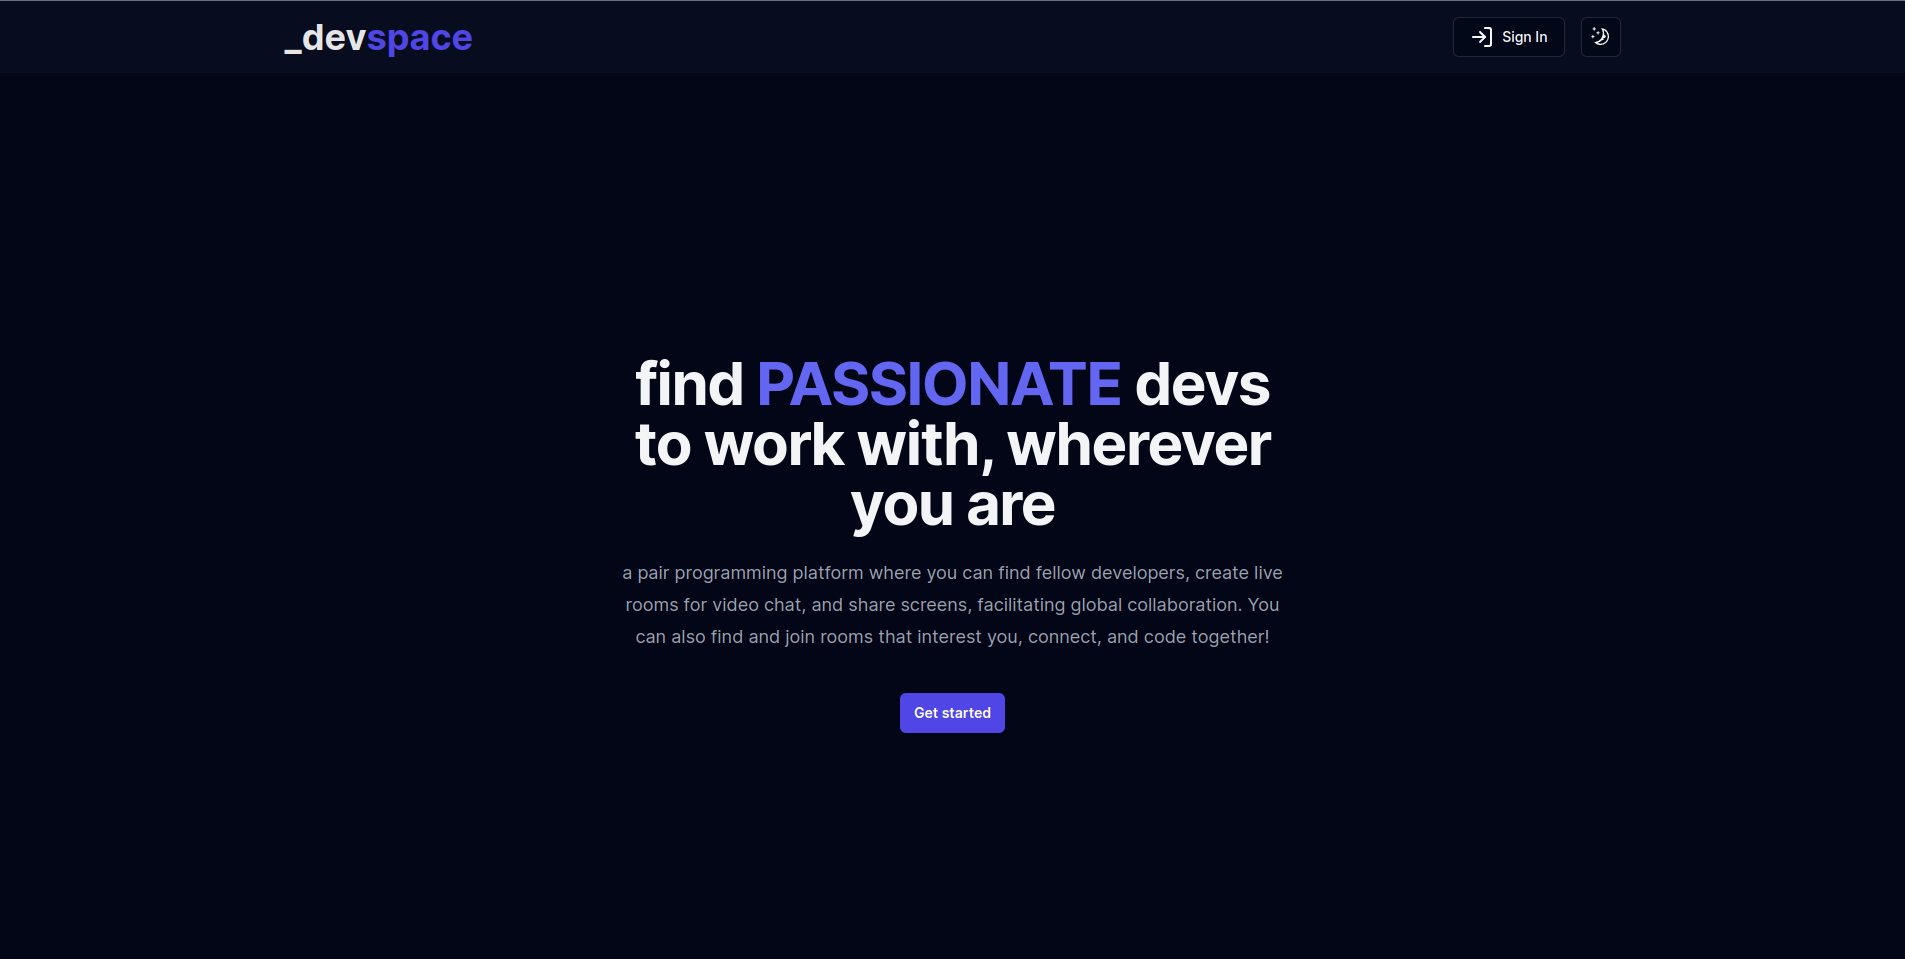 _devspace
Sign In
find PASSIONATE devs
to work with, wherever
you are
a pair programming platform where you can find fellow developers, create live
rooms for video chat, and share screens, facilitating global collaboration. You
can also find and join rooms that interest you, connect, and code together!
Get started